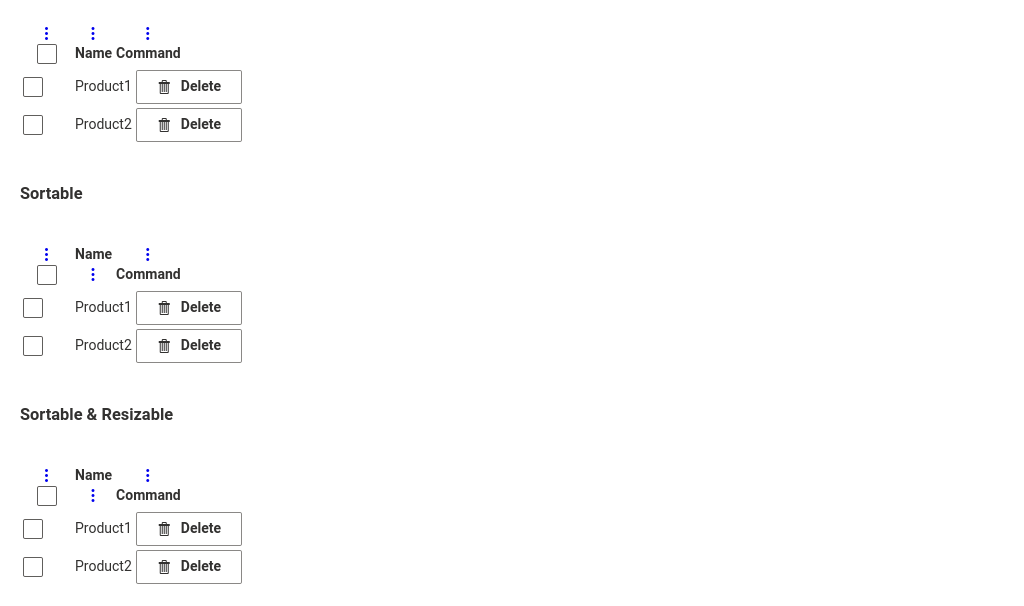 Name Command
Product1 Delete
Product2 Delete
Sortable
Name
Command
Product1 Delete
Product2 Delete
Sortable & Resizable
Name
Command
Product1 Delete
Product2 Delete